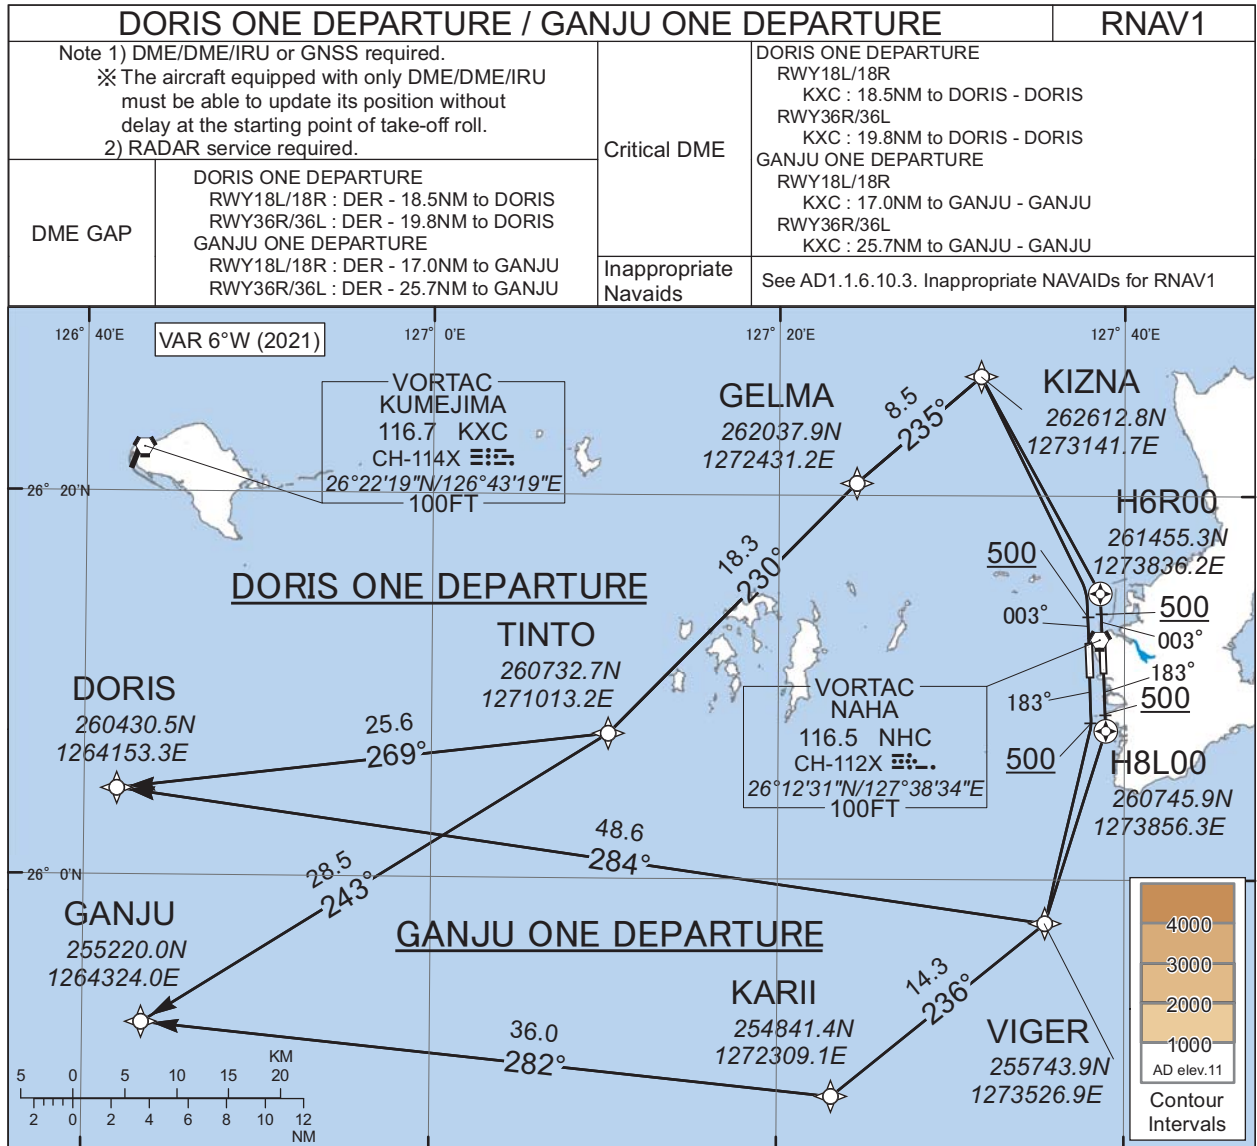 DORIS ONE DEPARTURE / GANJU ONE DEPARTURE
RNAV1
Note 1) DME/DME/IRU or GNSS required.
※ The aircraft equipped with only DME/DME/IRU
must be able to update its position without
delay at the starting point of take-off roll.
2) RADAR service required.
DME GAP
DORIS ONE DEPARTURE
RWY18L/18R : DER - 18.5NM to DORIS
RWY36R/36L : DER - 19.8NM to DORIS
GANJU ONE DEPARTURE
RWY18L/18R : DER - 17.0NM to GANJU
RWY36R/36L : DER - 25.7NM to GANJU
Critical DME
DORIS ONE DEPARTURE
RWY18L/18R
KXC : 18.5NM to DORIS - DORIS
RWY36R/36L
KXC : 19.8NM to DORIS - DORIS
GANJU ONE DEPARTURE
RWY18L/18R
KXC : 17.0NM to GANJU - GANJU
RWY36R/36L
KXC : 25.7NM to GANJU - GANJU
Inappropriate
Navaids
See AD1.1.6.10.3. Inappropriate NAVAIDs for RNAV1
126° 40'E
127° 0'E
127° 20'E
127° 40'E
VAR 6°W (2021)
VORTAC
KUMEJIMA
116.7 KXC
CH-114X
26°22'19"N/126°43'19"E
100FT
GELMA
262037.9N
1272431.2E
8.5
235°
KIZNA
262612.8N
1273141.7E
26° 20'N
H6R00
261455.3N
1273836.2E
500
500
003°
003°
18.3
230°
DORIS ONE DEPARTURE
TINTO
260732.7N
1271013.2E
DORIS
260430.5N
1264153.3E
25.6
269°
VORTAC
NAHA
116.5 NHC
CH-112X
26°12'31"N/127°38'34"E
100FT
183°
183°
500
500
H8L00
260745.9N
1273856.3E
48.6
284°
26° 0'N
28.5
243°
GANJU
255220.0N
1264324.0E
GANJU ONE DEPARTURE
14.3
236°
KARII
254841.4N
1272309.1E
VIGER
255743.9N
1273526.9E
36.0
282°
KM
5 0 5 10 15 20
2 0 2 4 6 8 10 12
NM
4000
3000
2000
1000
AD elev.11
Contour
Intervals